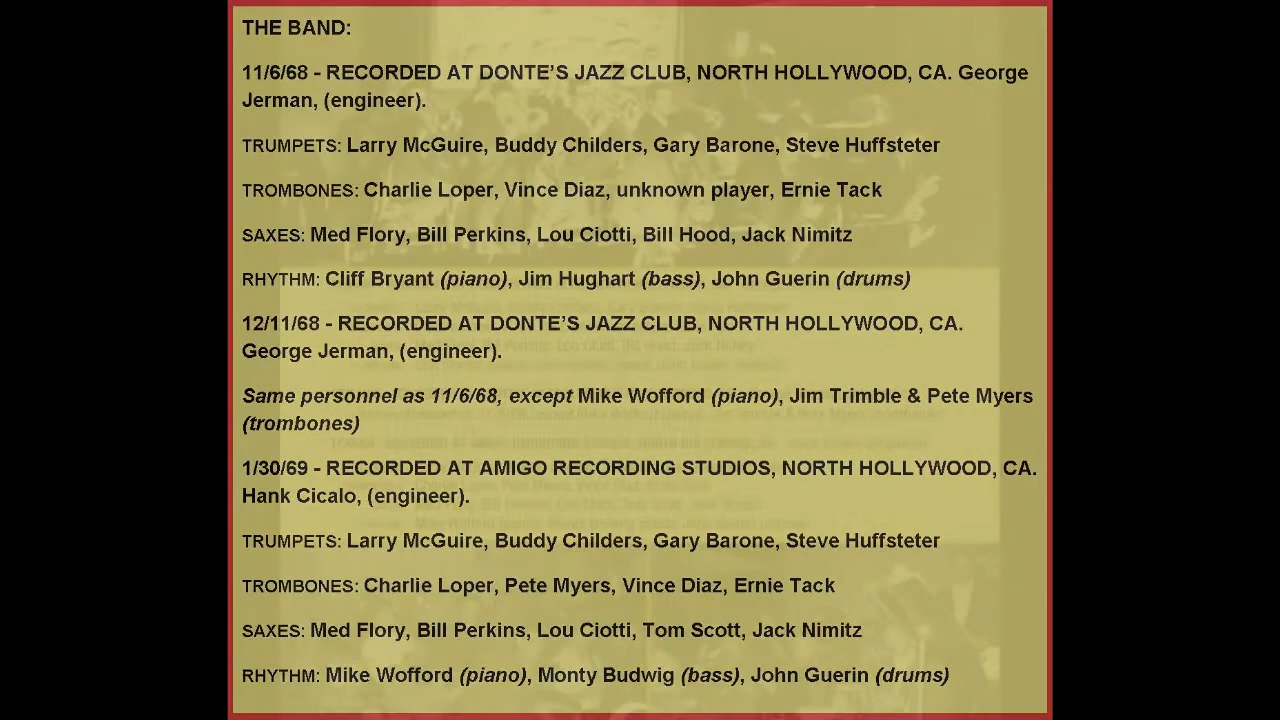 THE BAND:
11/6/68 - RECORDED AT DONTE'S JAZZ CLUB, NORTH HOLLYWOOD, CA. George
Jerman, (engineer).
TRUMPETS: Larry McGuire, Buddy Childers, Gary Barone, Steve Huffsteter
TROMBONES: Charlie Loper, Vince Diaz, unknown player, Ernie Tack
SAXES: Med Flory, Bill Perkins, Lou Ciotti, Bill Hood, Jack Nimitz
RHYTHM: Cliff Bryant (piano), Jim Hughart (bass), John Guerin (drums)
12/11/68 - RECORDED AT DONTE'S JAZZ CLUB, NORTH HOLLYWOOD, CA.
George Jerman, (engineer).
Same personnel as 11/6/68, except Mike Wofford (piano), Jim Trimble & Pete Myers
(trombones)
1/30/69 - RECORDED AT AMIGO RECORDING STUDIOS, NORTH HOLLYWOOD, CA.
Hank Cicalo, (engineer).
TRUMPETS: Larry McGuire, Buddy Childers, Gary Barone, Steve Huffsteter
TROMBONES: Charlie Loper, Pete Myers, Vince Diaz, Ernie Tack
SAXES: Med Flory, Bill Perkins, Lou Ciotti, Tom Scott, Jack Nimitz
RHYTHM: Mike Wofford (piano), Monty Budwig (bass), John Guerin (drums)